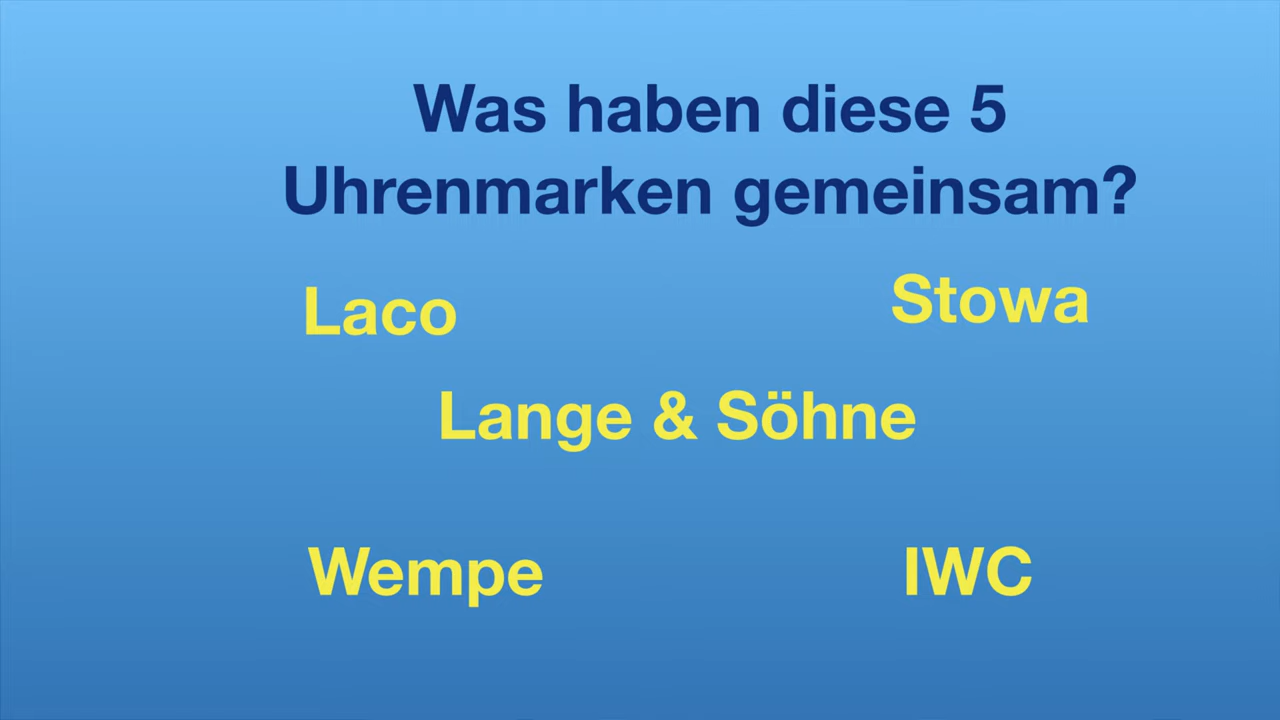 Was haben diese 5
Uhrenmarken gemeinsam?
Laco
Stowa
Lange & Söhne
Wempe
IWC